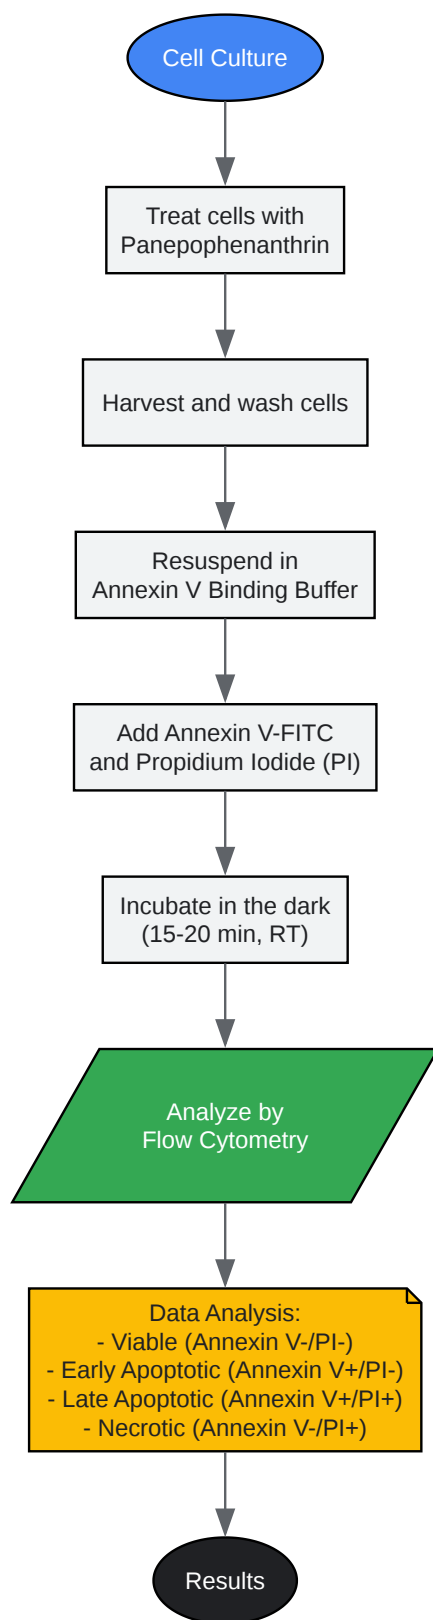 Cell Culture
Treat cells with
Panepophenanthrin
Harvest and wash cells
Resuspend in
Annexin V Binding Buffer
Add Annexin V-FITC
and Propidium Iodide (PI)
Incubate in the dark
(15-20 min, RT)
Analyze by
Flow Cytometry
Data Analysis:
- Viable (Annexin V-/PI-)
- Early Apoptotic (Annexin V+/PI-)
- Late Apoptotic (Annexin V+/PI+)
- Necrotic (Annexin V-/PI+)
Results